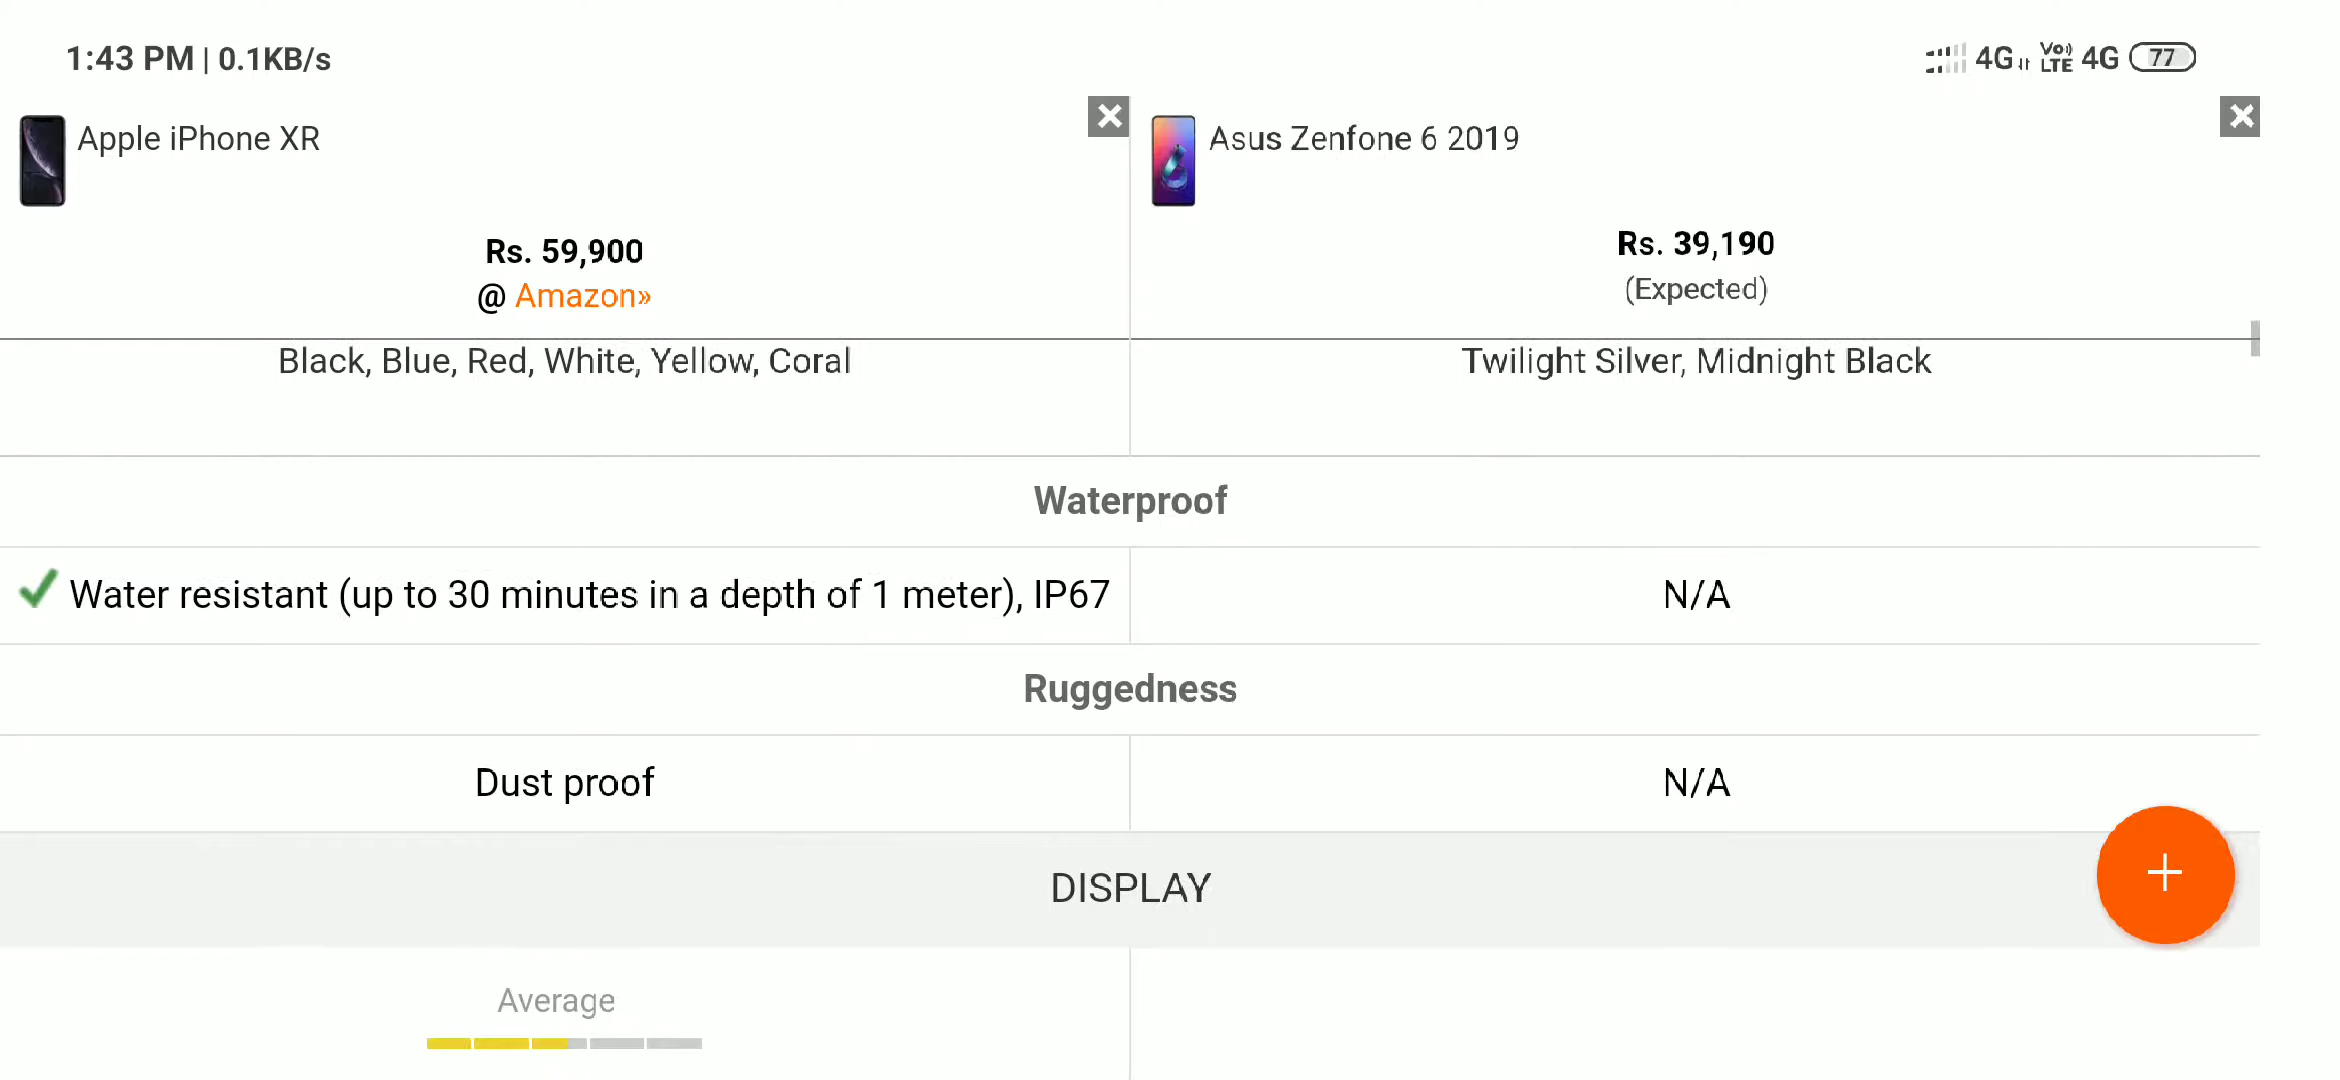 1:43 PM | 0.1KB/s
4G Vo) LTE 4G 77
Apple iPhone XR
Asus Zenfone 6 2019
Rs. 59,900
@ Amazon»
Rs. 39,190
(Expected)
Black, Blue, Red, White, Yellow, Coral
Twilight Silver, Midnight Black
Waterproof
Water resistant (up to 30 minutes in a depth of 1 meter), IP67
N/A
Ruggedness
Dust proof
N/A
DISPLAY
Average